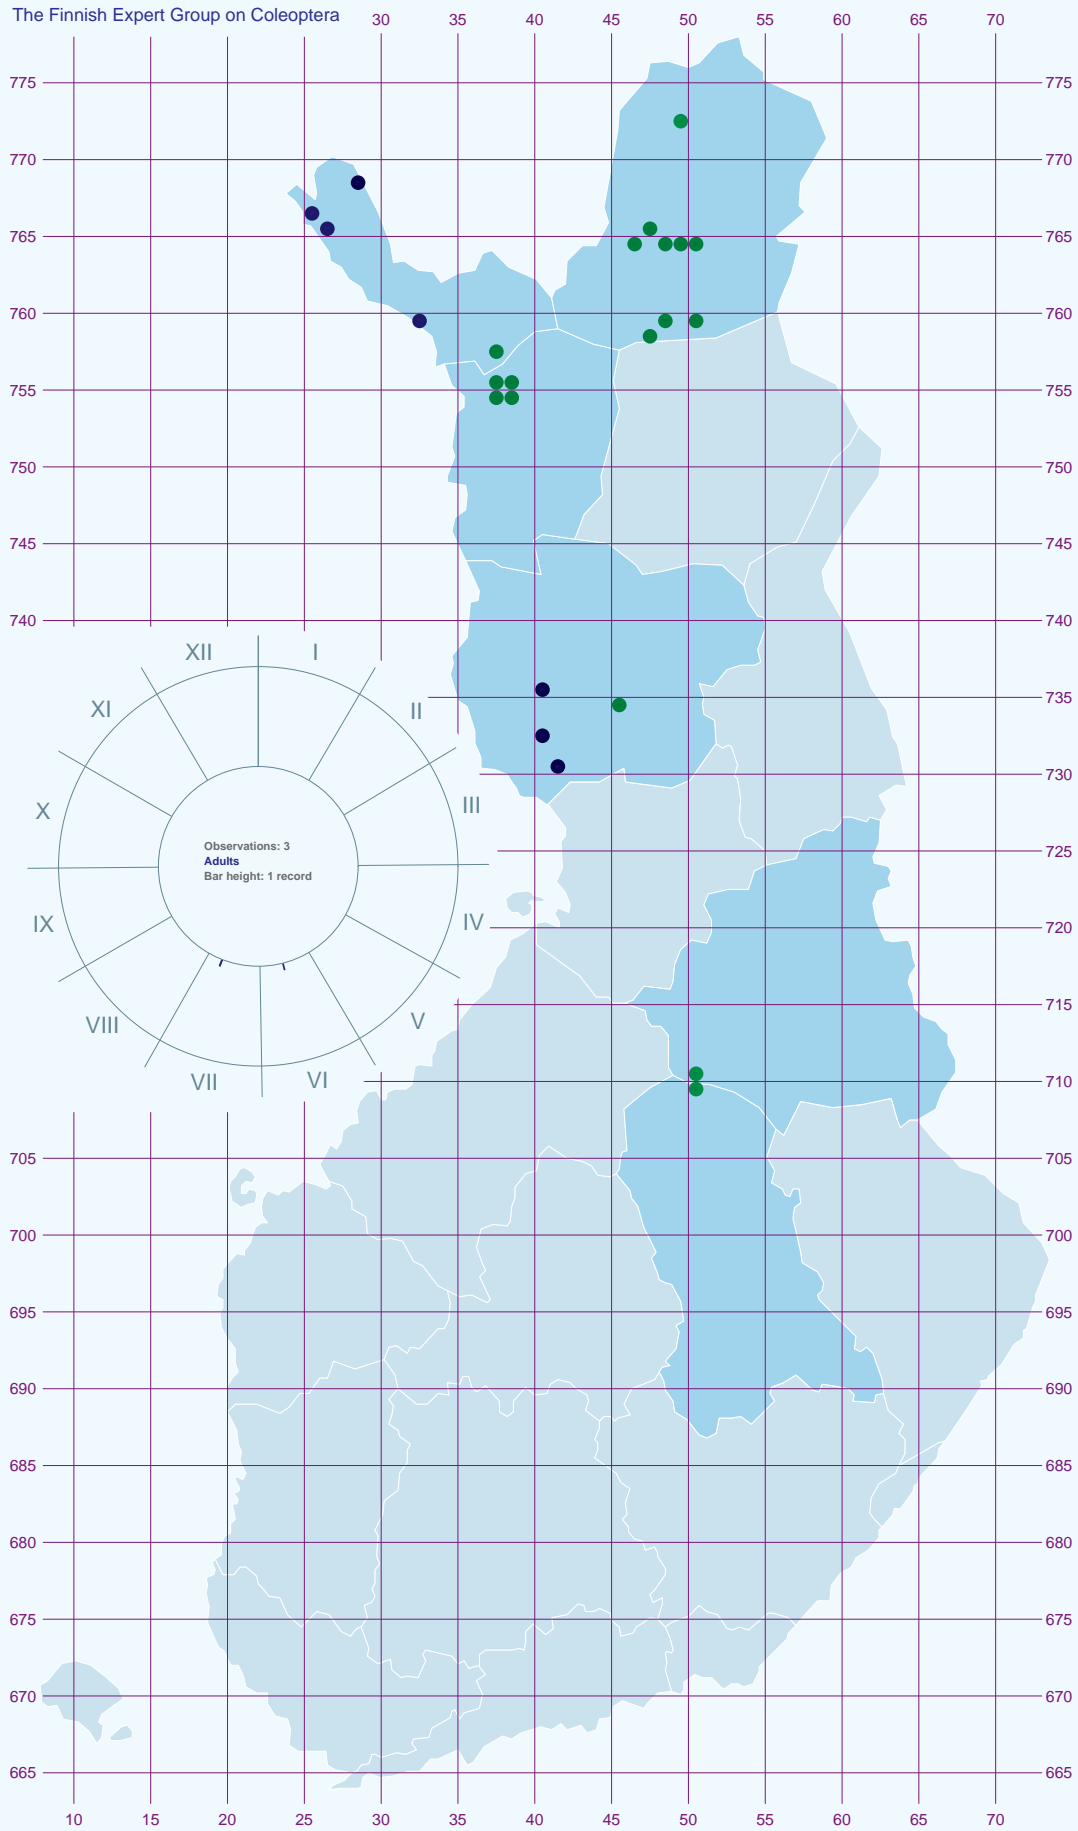 The Finnish Expert Group on Coleoptera 30 35 40 45 50 55 60 65 70
775 775
770 770
765 765
760 760
755 755
750 750
745 745
740 740
XII I
XI II
735
730
X III
Observations: 3
Adults
Bar height: 1 record
725
IX IV 720 720
715
VIII V
VII VI
710
705 705
700 700
695 695
690 690
685 685
680 680
675 675
670 670
665 665
10 15 20 25 30 35 40 45 50 55 60 65 70